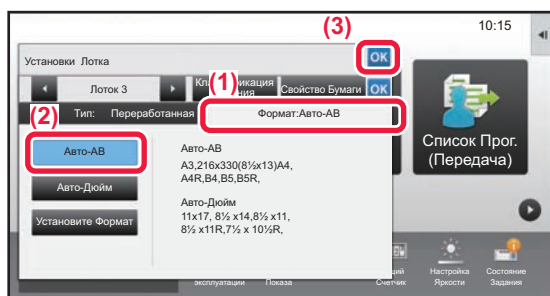 (3)
10:15
Установки Лотка
OK
Лоток 3
(1)
Свойство Бумаги
OK
(2)
Тип: Переработанная
Формат:Авто-AB
Авто-AB
Авто-Дюйм
Установите Формат
Авто-AB
A3,216x330(8½x13)A4,
A4R,B4,B5,B5R,
Авто-Дюйм
11x17, 8½ x14,8½ x11,
8½ x11R,7½ x 10½R,
Список Прог.
(Передача)
эксплуатации
Показа
Счетчик
Настройка
Яркости
Состояние
Задания